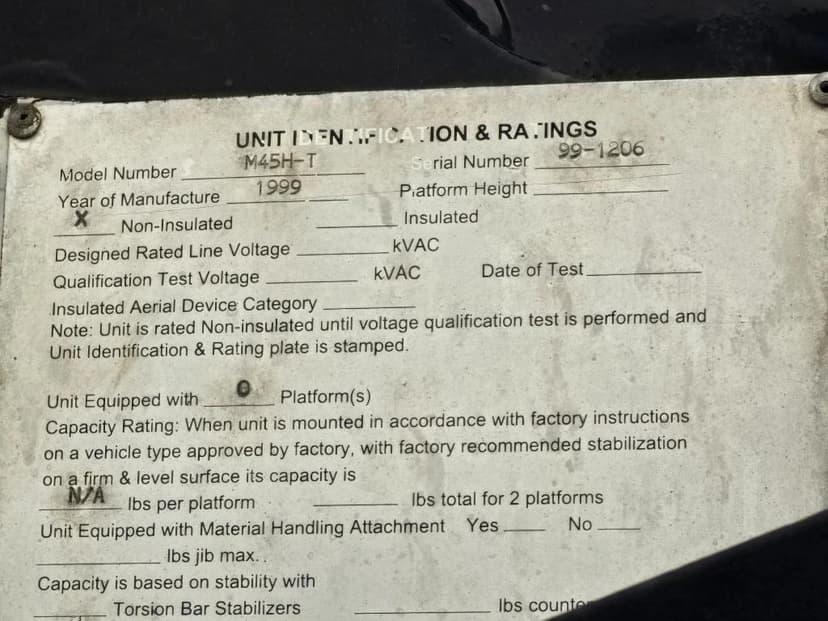 UNIT IDENTIFICATION & RATINGS
Model Number M45H-T Serial Number 99-1206
Year of Manufacture 1999 Platform Height
X Non-Insulated Insulated
Designed Rated Line Voltage kVAC
Qualification Test Voltage kVAC Date of Test
Insulated Aerial Device Category
Note: Unit is rated Non-insulated until voltage qualification test is performed and
Unit Identification & Rating plate is stamped.
Unit Equipped with 0 Platform(s)
Capacity Rating: When unit is mounted in accordance with factory instructions
on a vehicle type approved by factory, with factory recommended stabilization
on a firm & level surface its capacity is
N/A lbs per platform lbs total for 2 platforms
Unit Equipped with Material Handling Attachment Yes No
lbs jib max..
Capacity is based on stability with
Torsion Bar Stabilizers lbs